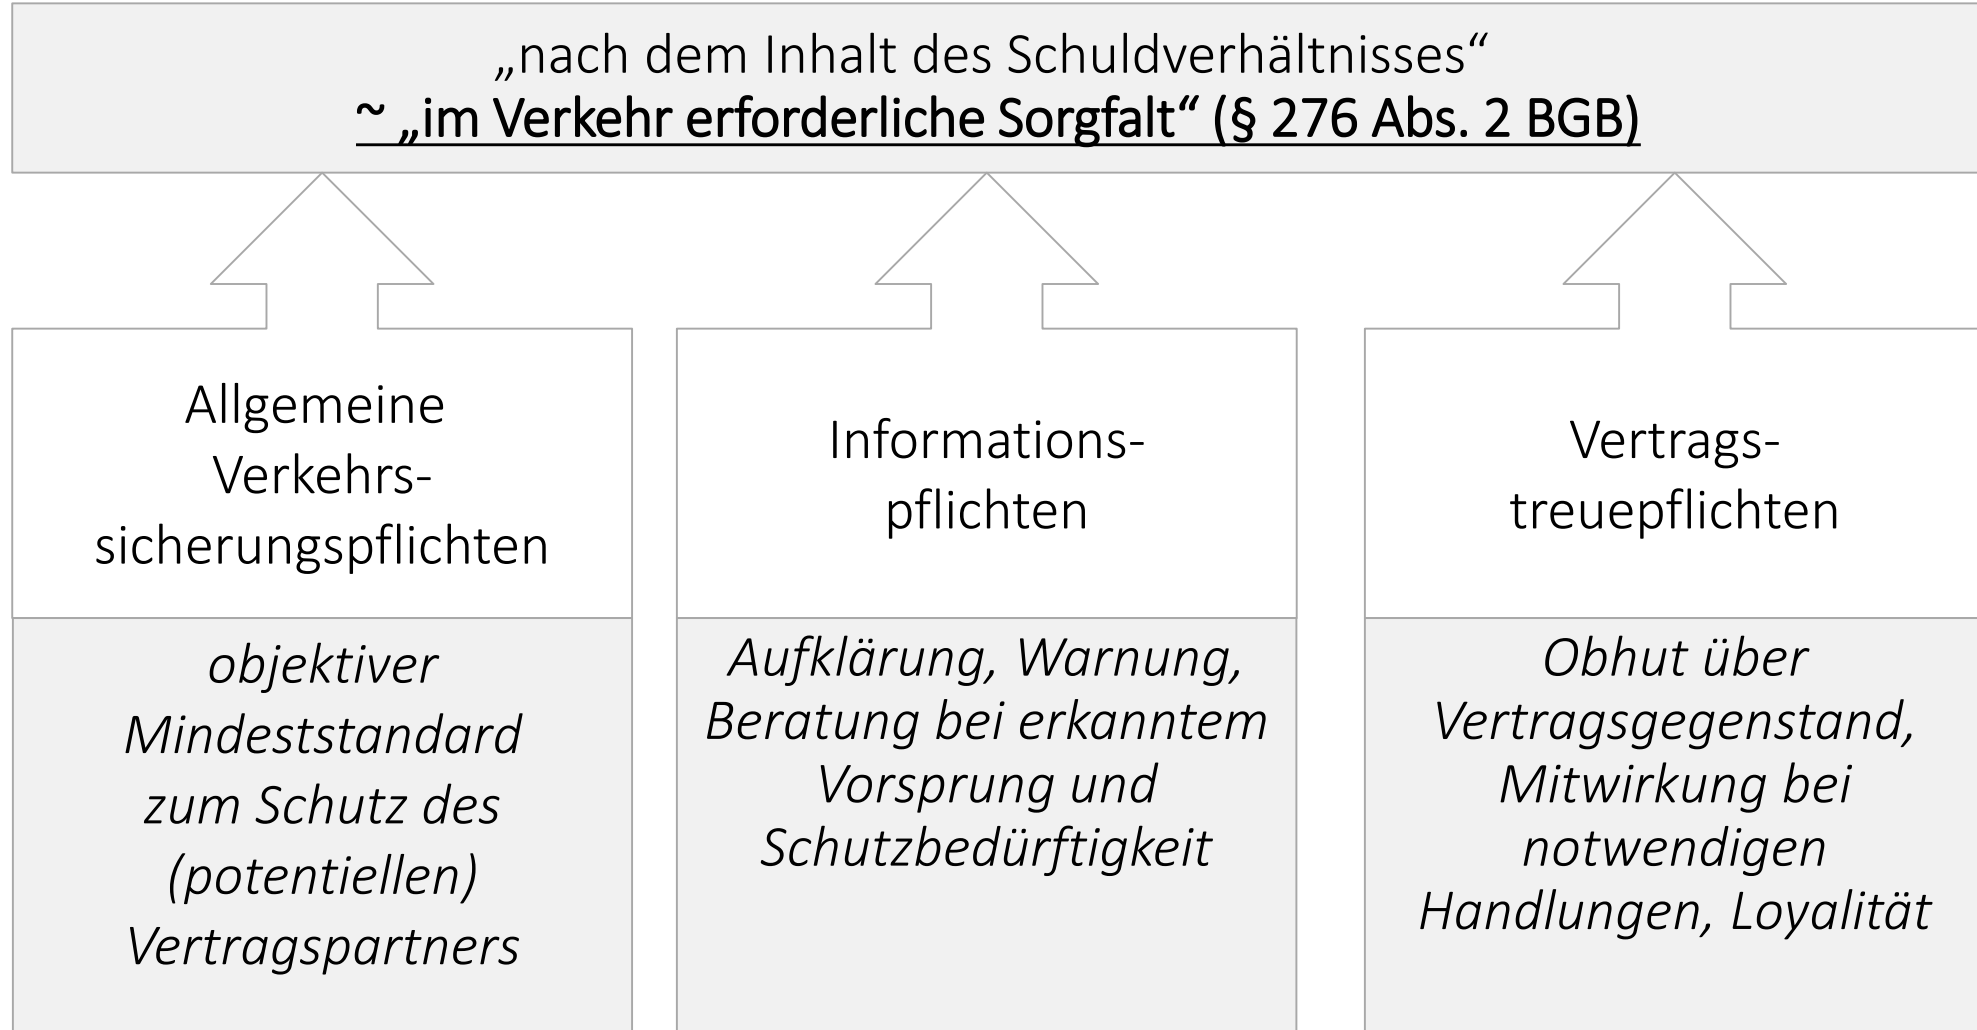 „nach dem Inhalt des Schuldverhältnisses“
~ „im Verkehr erforderliche Sorgfalt“ (§ 276 Abs. 2 BGB)
Allgemeine
Verkehrs-
sicherungspflichten
objektiver
Mindeststandard
zum Schutz des
(potentiellen)
Vertragspartners
Informations-
pflichten
Aufklärung, Warnung,
Beratung bei erkanntem
Vorsprung und
Schutzbedürftigkeit
Vertrags-
treuepflichten
Obhut über
Vertragsgegenstand,
Mitwirkung bei
notwendigen
Handlungen, Loyalität